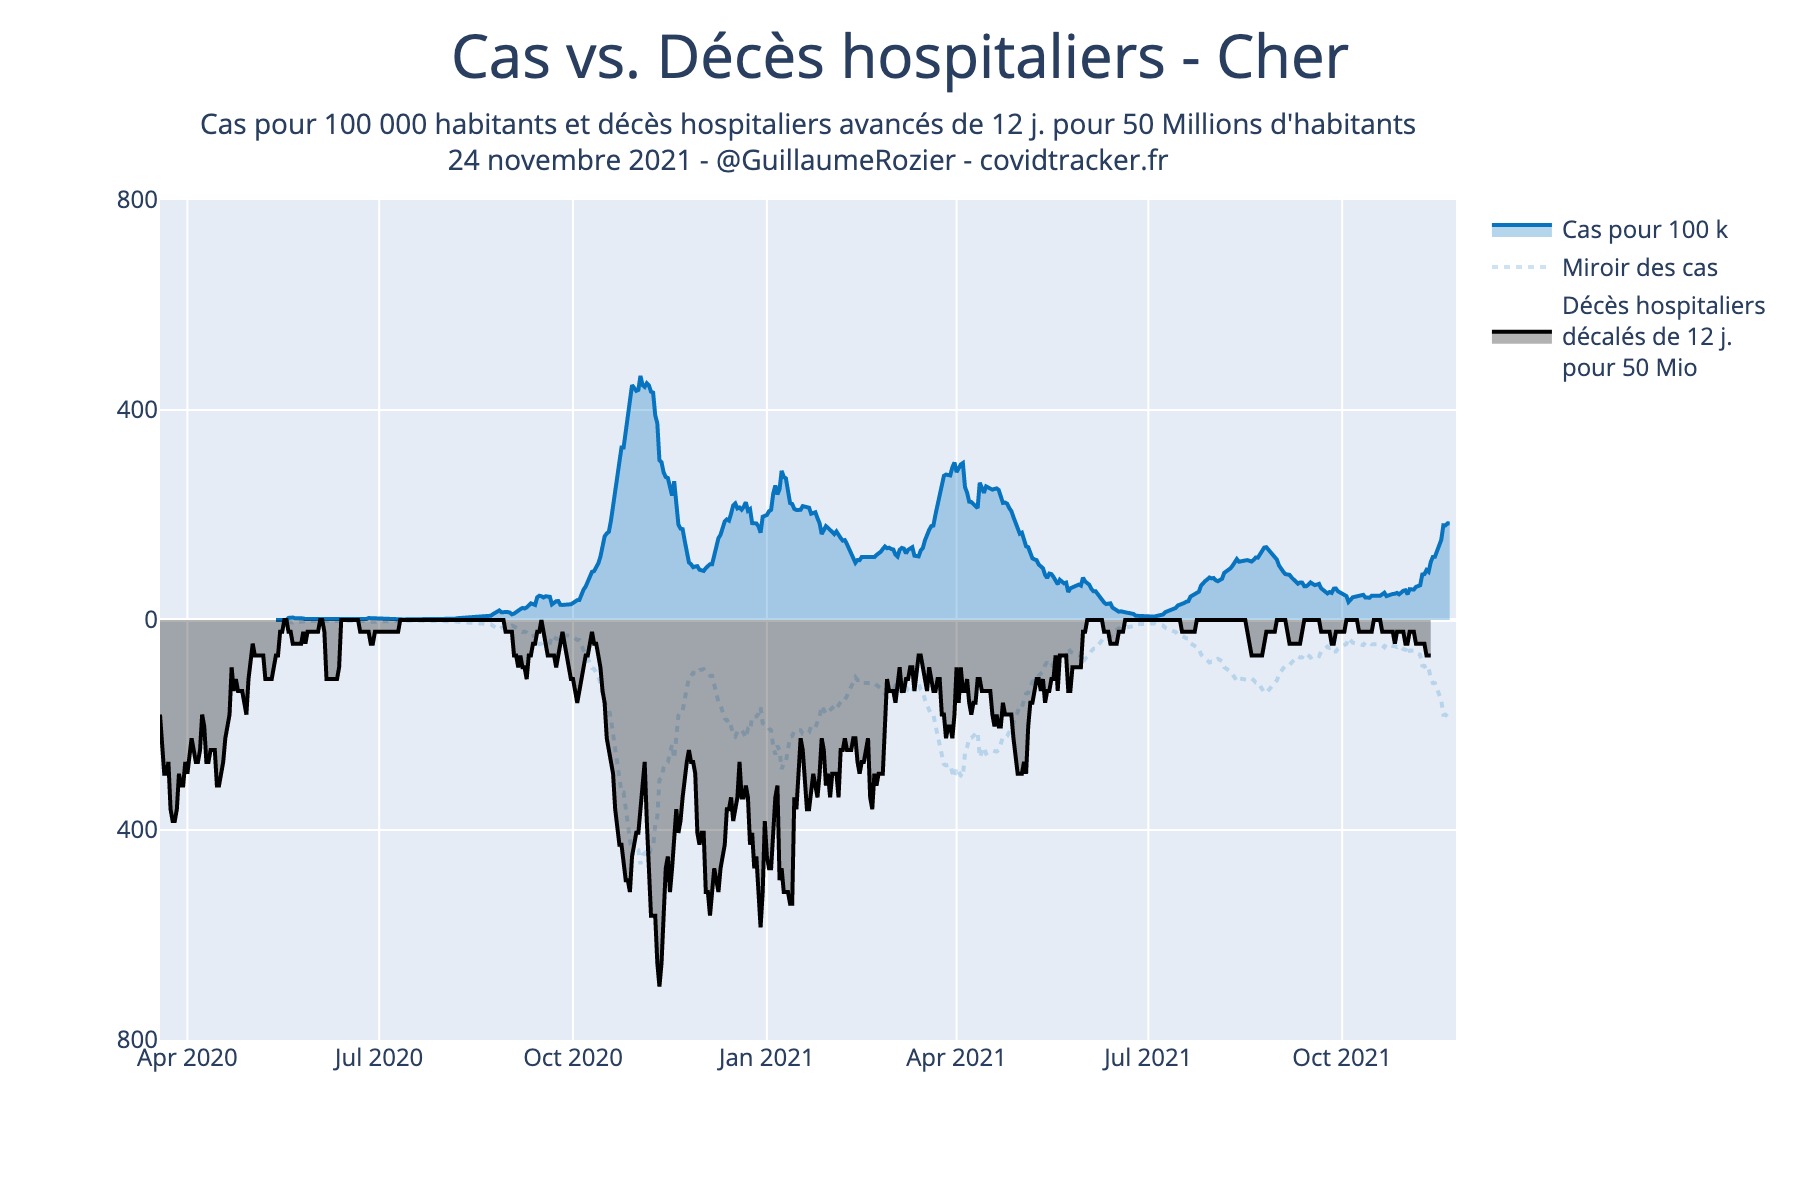 Cas vs. Décès hospitaliers - Cher
Cas pour 100 000 habitants et décès hospitaliers avancés de 12 j. pour 50 Millions d'habitants
24 novembre 2021 - @GuillaumeRozier - covidtracker.fr
800
400
0
400
800
Apr 2020
Jul 2020
Oct 2020
Jan 2021
Apr 2021
Jul 2021
Oct 2021
Cas pour 100 k
Miroir des cas
Décès hospitaliers
décalés de 12 j.
pour 50 Mio